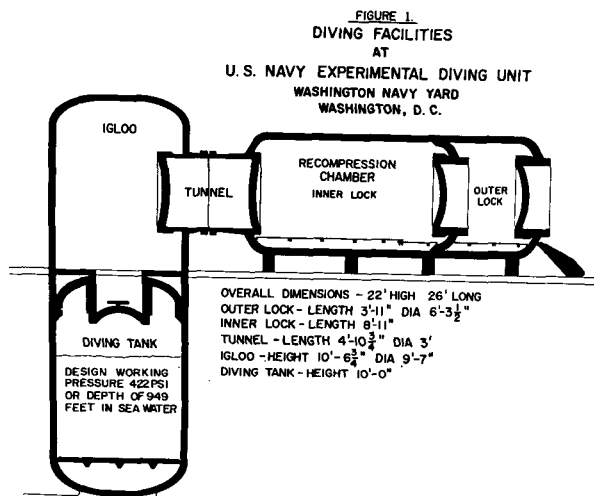 FIGURE 1.
DIVING FACILITIES
AT
U.S. NAVY EXPERIMENTAL DIVING UNIT
WASHINGTON NAVY YARD
WASHINGTON, D.C.
IGLOO
TUNNEL
RECOMPRESSION
CHAMBER
INNER LOCK
OUTER
LOCK
OVERALL DIMENSIONS - 22' HIGH 26' LONG
OUTER LOCK - LENGTH 3'-11" DIA 6'-3½"
INNER LOCK - LENGTH 8'-11"
TUNNEL - LENGTH 4'-10¾" DIA 3'
IGLOO - HEIGHT 10'-6¾" DIA 9'-7"
DIVING TANK - HEIGHT 10'-0"
DIVING TANK
DESIGN WORKING
PRESSURE 422 PSI
OR DEPTH OF 949
FEET IN SEA WATER